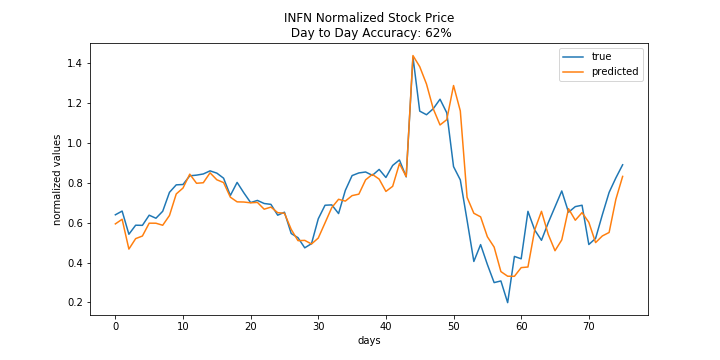 INFN Normalized Stock Price
Day to Day Accuracy: 62%
true
predicted
normalized values
1.4
1.2
1.0
0.8
0.6
0.4
0.2
0 10 20 30 40 50 60 70
days